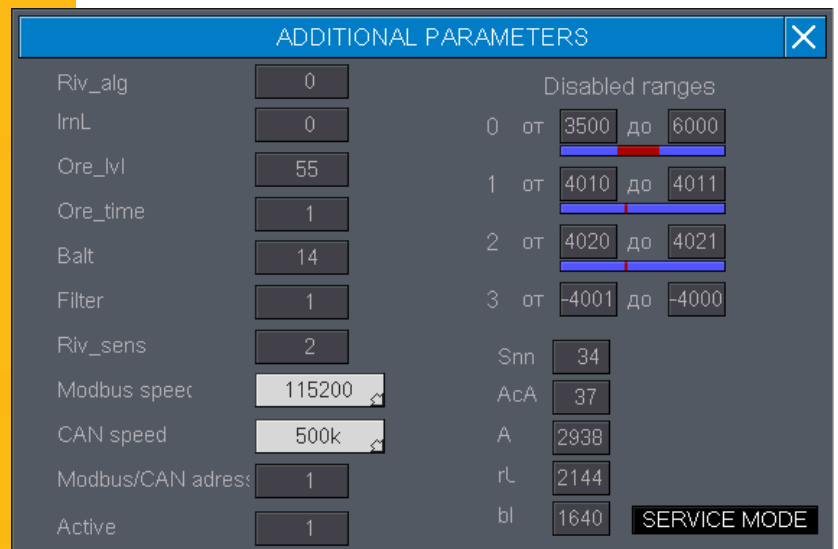 ADDITIONAL PARAMETERS
Riv_alg 0
IrnL 0
Ore_lvl 55
Ore_time 1
Balt 14
Filter 1
Riv_sens 2
Modbus speed 115200
CAN speed 500k
Modbus/CAN adress 1
Active 1
Disabled ranges
0 от 3500 до 6000
1 от 4010 до 4011
2 от 4020 до 4021
3 от -4001 до -4000
Snn 34
AcA 37
A 2938
rL 2144
bl 1640
SERVICE MODE